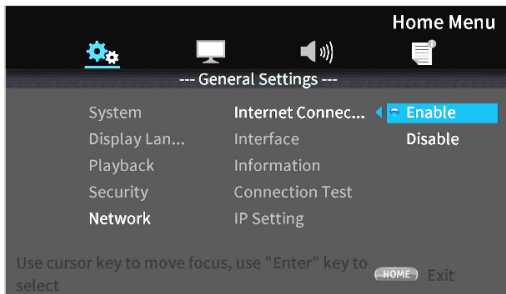 Home Menu
--- General Settings ---
System
Internet Connec...
Enable
Display Lan...
Interface
Disable
Playback
Information
Security
Connection Test
Network
IP Setting
Use cursor key to move focus, use "Enter" key to
select
HOME
Exit